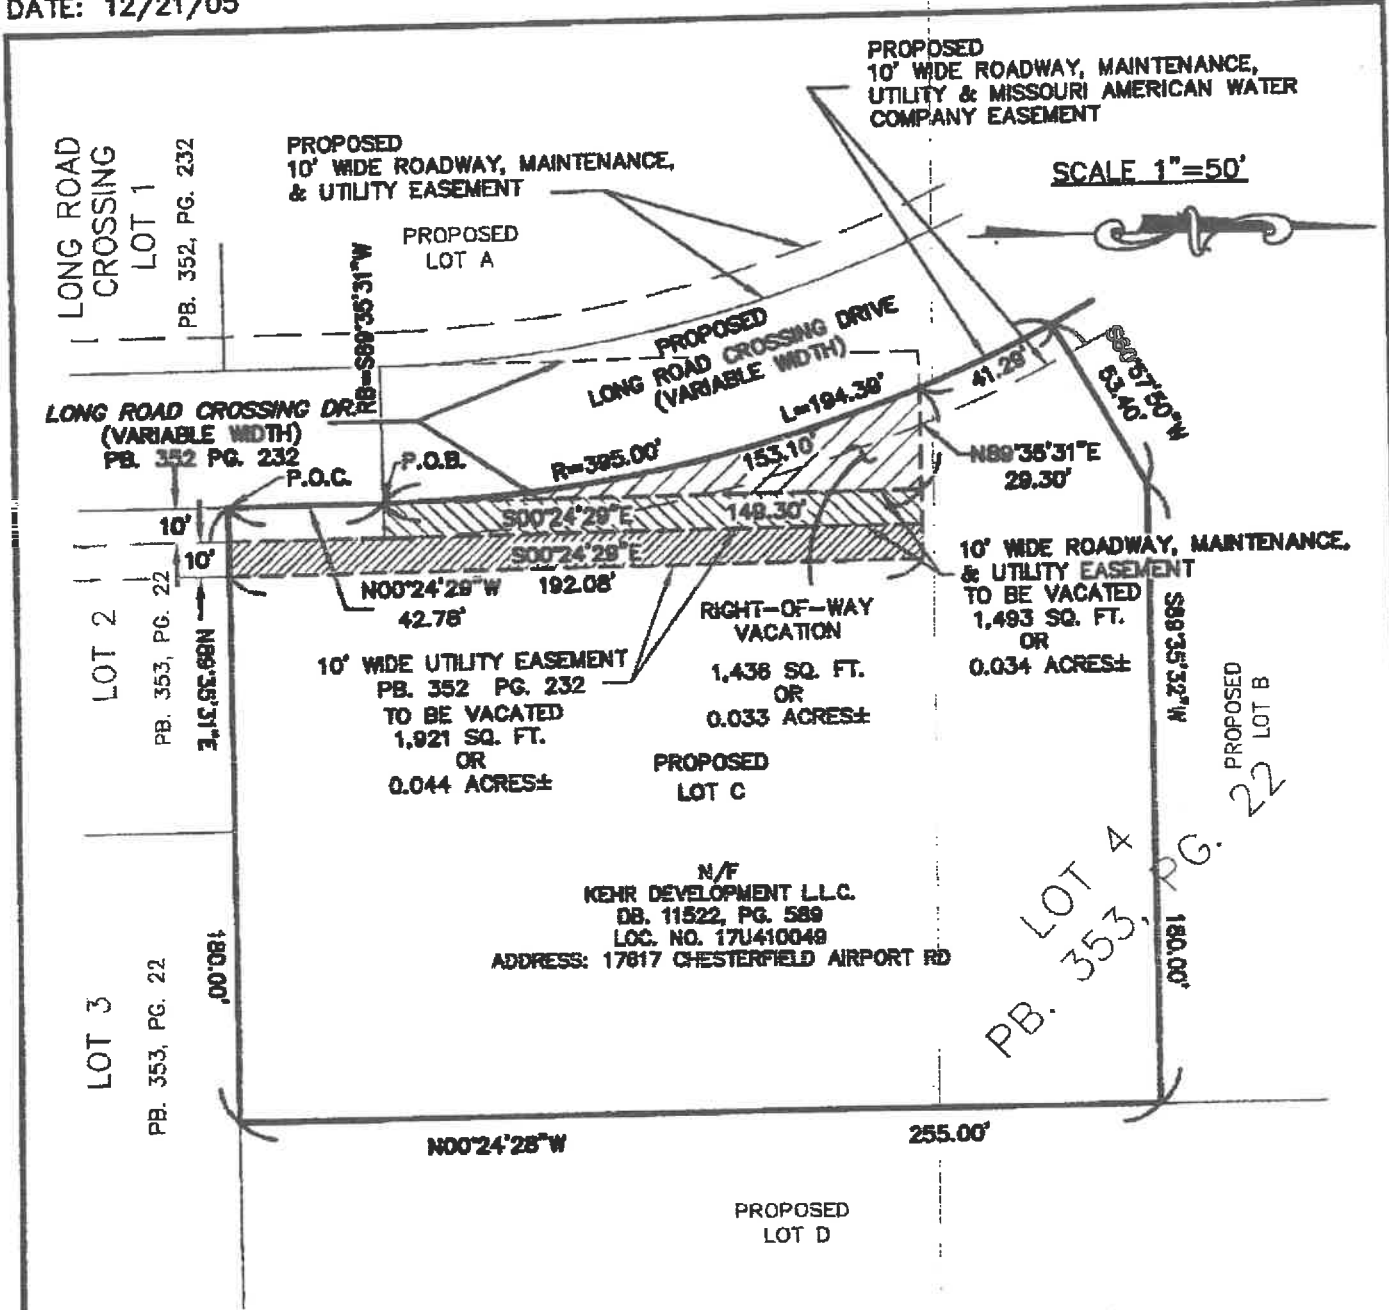 DATE: 12/21/05
PROPOSED
10' WIDE ROADWAY, MAINTENANCE,
UTILITY & MISSOURI AMERICAN WATER
COMPANY EASEMENT
SCALE 1"=50'
PROPOSED
10' WIDE ROADWAY, MAINTENANCE,
& UTILITY EASEMENT
LONG ROAD
CROSSING
LOT 1
PB. 352, PG. 232
PROPOSED
LOT A
RB=S89°35'31"W
PROPOSED
LONG ROAD CROSSING DRIVE
(VARIABLE WIDTH)
LONG ROAD CROSSING DR.
(VARIABLE WIDTH)
PB. 352 PG. 232
P.O.C.
P.O.B.
R=395.00'
L=194.39'
153.10'
41.29'
S60°57'50"W
53.40'
N89°35'31"E
29.30'
10'
10'
S00°24'29"E
149.30'
S00°24'29"E
192.08'
N00°24'29"W
42.78'
10' WIDE ROADWAY, MAINTENANCE,
& UTILITY EASEMENT
TO BE VACATED
1,493 SQ. FT.
OR
0.034 ACRES±
RIGHT-OF-WAY
VACATION
1,436 SQ. FT.
OR
0.033 ACRES±
10' WIDE UTILITY EASEMENT
PB. 352 PG. 232
TO BE VACATED
1,921 SQ. FT.
OR
0.044 ACRES±
LOT 2
PB. 353, PG. 22
N89°35'31"E
180.00'
S89°35'32"W
180.00'
PROPOSED
LOT B
PROPOSED
LOT C
N/F
KEHR DEVELOPMENT L.L.C.
DB. 11522, PG. 589
LOC. NO. 17U410049
ADDRESS: 17617 CHESTERFIELD AIRPORT RD
LOT 4
PB. 353, PG. 22
LOT 3
PB. 353, PG. 22
N00°24'28"W
255.00'
PROPOSED
LOT D